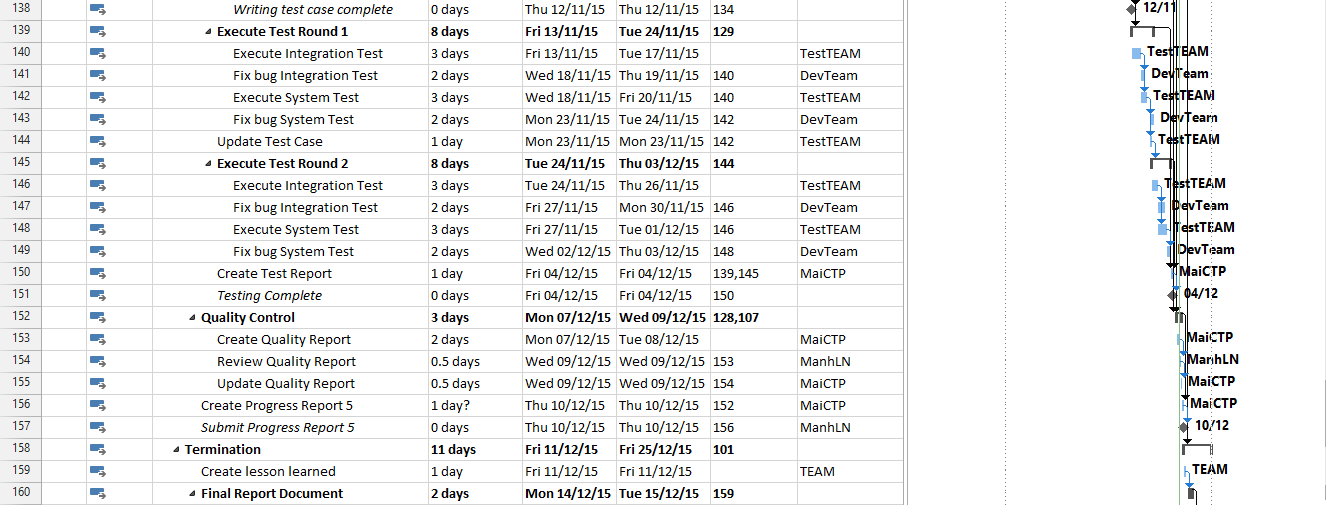 138 Writing test case complete 0 days Thu 12/11/15 Thu 12/11/15 134 12/11
139 Execute Test Round 1 8 days Fri 13/11/15 Tue 24/11/15 129
140 Execute Integration Test 3 days Fri 13/11/15 Tue 17/11/15 TestTEAM TestTEAM
141 Fix bug Integration Test 2 days Wed 18/11/15 Thu 19/11/15 140 DevTeam DevTeam
142 Execute System Test 3 days Wed 18/11/15 Fri 20/11/15 140 TestTEAM TestTEAM
143 Fix bug System Test 2 days Mon 23/11/15 Tue 24/11/15 142 DevTeam DevTeam
144 Update Test Case 1 day Mon 23/11/15 Mon 23/11/15 142 TestTEAM TestTEAM
145 Execute Test Round 2 8 days Tue 24/11/15 Thu 03/12/15 144
146 Execute Integration Test 3 days Tue 24/11/15 Thu 26/11/15 TestTEAM TestTEAM
147 Fix bug Integration Test 2 days Fri 27/11/15 Mon 30/11/15 146 DevTeam DevTeam
148 Execute System Test 3 days Fri 27/11/15 Tue 01/12/15 146 TestTEAM TestTEAM
149 Fix bug System Test 2 days Wed 02/12/15 Thu 03/12/15 148 DevTeam DevTeam
150 Create Test Report 1 day Fri 04/12/15 Fri 04/12/15 139,145 MaiCTP MaiCTP
151 Testing Complete 0 days Fri 04/12/15 Fri 04/12/15 150 04/12
152 Quality Control 3 days Mon 07/12/15 Wed 09/12/15 128,107
153 Create Quality Report 2 days Mon 07/12/15 Tue 08/12/15 MaiCTP MaiCTP
154 Review Quality Report 0.5 days Wed 09/12/15 Wed 09/12/15 153 ManhLN ManhLN
155 Update Quality Report 0.5 days Wed 09/12/15 Wed 09/12/15 154 MaiCTP MaiCTP
156 Create Progress Report 5 1 day? Thu 10/12/15 Thu 10/12/15 152 MaiCTP MaiCTP
157 Submit Progress Report 5 0 days Thu 10/12/15 Thu 10/12/15 156 ManhLN 10/12
158 Termination 11 days Fri 11/12/15 Fri 25/12/15 101
159 Create lesson learned 1 day Fri 11/12/15 Fri 11/12/15 TEAM TEAM
160 Final Report Document 2 days Mon 14/12/15 Tue 15/12/15 159